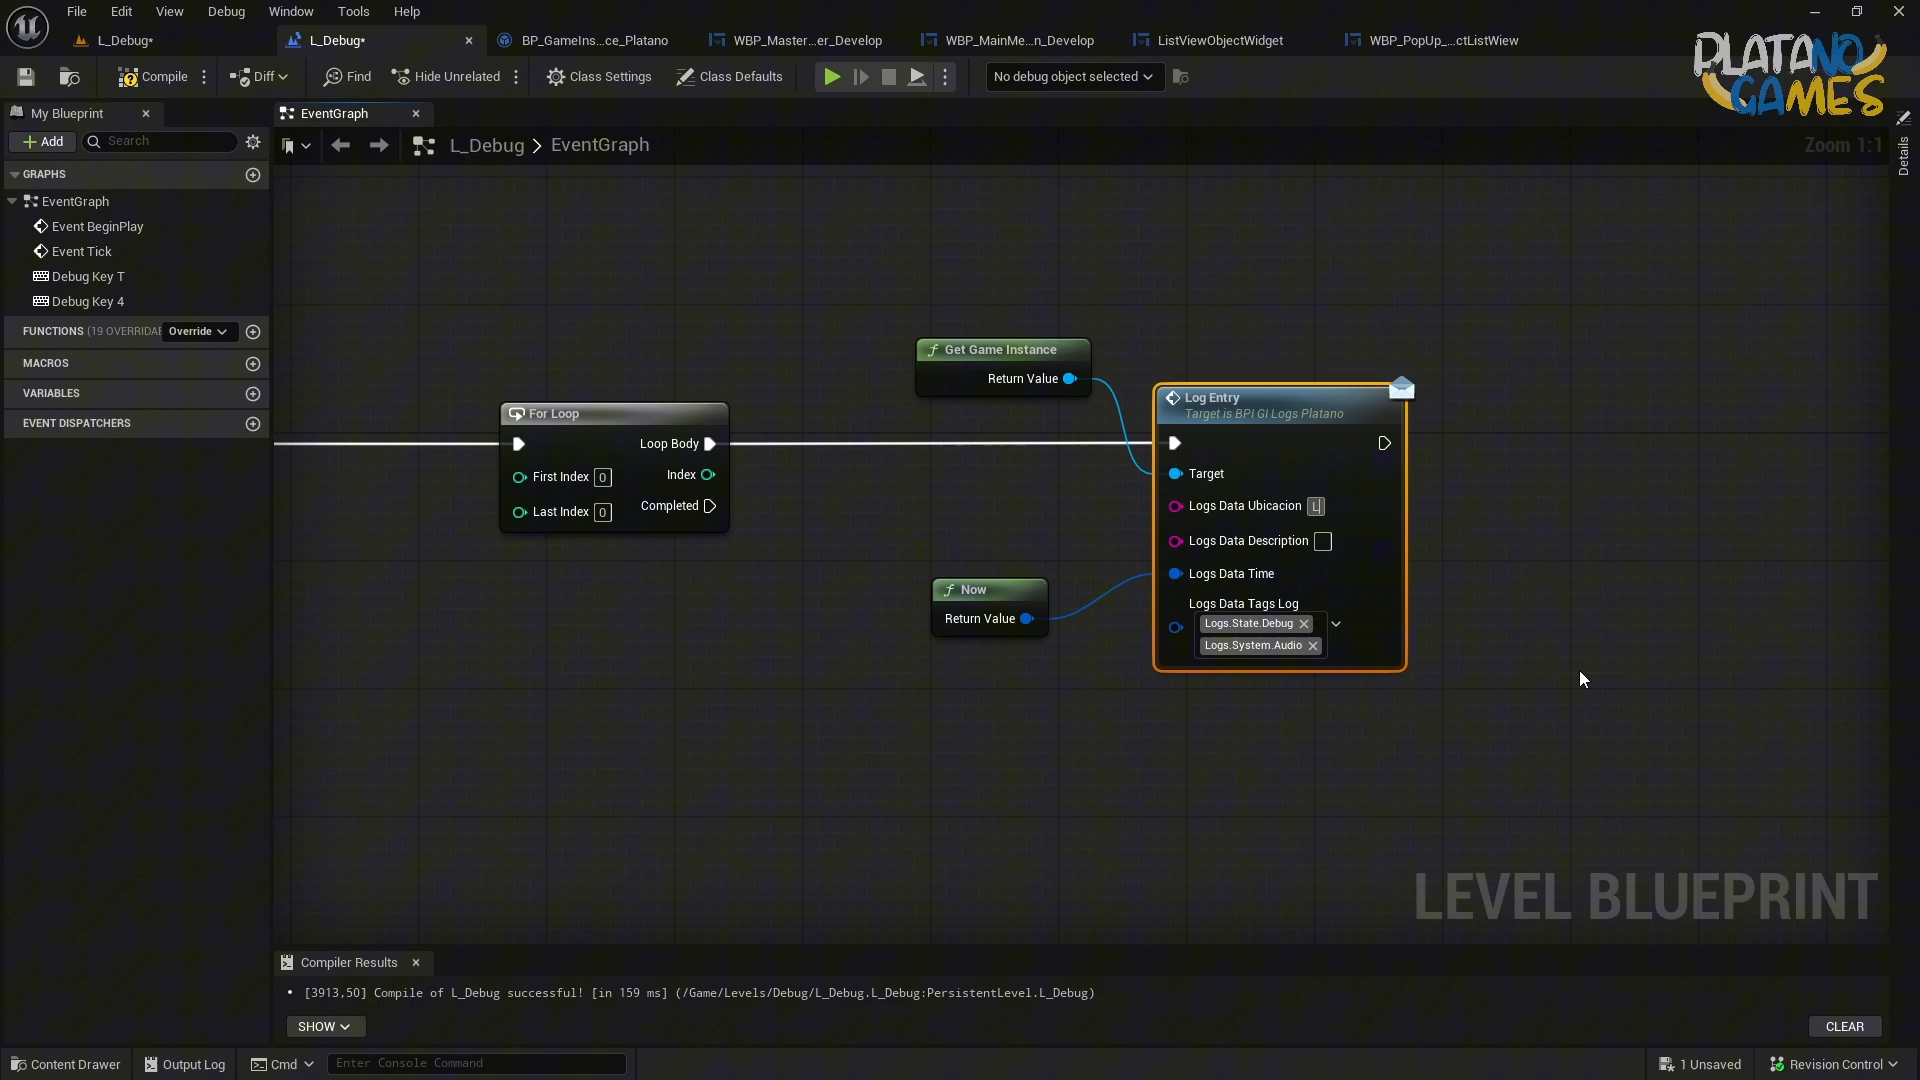 File Edit View Debug Window Tools Help
L_Debug* L_Debug* BP_GameIns...ce_Platano WBP_Master...er_Develop WBP_MainMe...n_Develop ListViewObjectWidget WBP_PopUp_...ctListWiew
PLATANO
GAMES
Compile Diff Find Hide Unrelated Class Settings Class Defaults No debug object selected
My Blueprint EventGraph
Add Search L_Debug > EventGraph Zoom 1:1
Details
GRAPHS
EventGraph
Event BeginPlay
Event Tick
Debug Key T
Debug Key 4
FUNCTIONS (19 OVERRIDAB Override
MACROS
VARIABLES
EVENT DISPATCHERS
Get Game Instance
Return Value
For Loop
Loop Body
First Index 0
Index
Last Index 0
Completed
Log Entry
Target is BPI GI Logs Platano
Target
Logs Data Ubicacion L
Logs Data Description
Logs Data Time
Logs Data Tags Log
Logs.State.Debug
Logs.System.Audio
Now
Return Value
LEVEL BLUEPRINT
Compiler Results
• [3913,50] Compile of L_Debug successful! [in 159 ms] (/Game/Levels/Debug/L_Debug.L_Debug:PersistentLevel.L_Debug)
SHOW CLEAR
Content Drawer Output Log Cmd Enter Console Command 1 Unsaved Revision Control